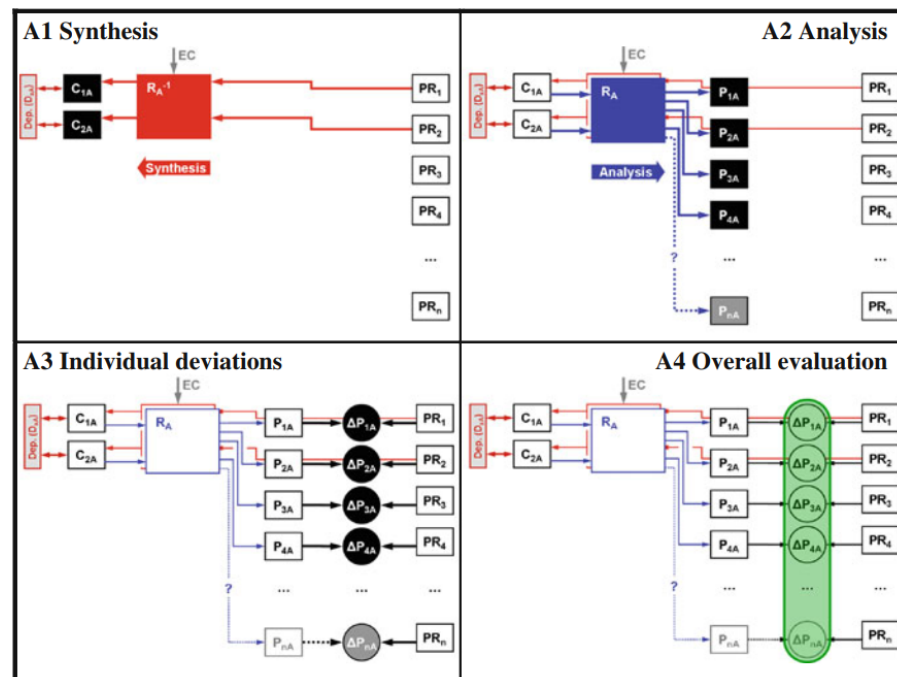 A1 Synthesis
EC
Dep. (DxA)
C1A
C2A
RA-1
Synthesis
PR1
PR2
PR3
PR4
...
PRn
A2 Analysis
EC
Dep. (DxA)
C1A
C2A
RA
Analysis
?
P1A
P2A
P3A
P4A
...
PnA
PR1
PR2
PR3
PR4
...
PRn
A3 Individual deviations
EC
Dep. (DxA)
C1A
C2A
RA
?
P1A
P2A
P3A
P4A
...
PnA
ΔP1A
ΔP2A
ΔP3A
ΔP4A
...
ΔPnA
PR1
PR2
PR3
PR4
...
PRn
A4 Overall evaluation
EC
Dep. (DxA)
C1A
C2A
RA
?
P1A
P2A
P3A
P4A
...
PnA
ΔP1A
ΔP2A
ΔP3A
ΔP4A
...
ΔPnA
PR1
PR2
PR3
PR4
...
PRn